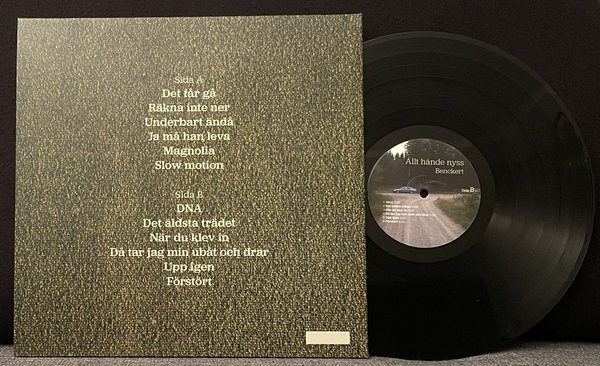 Sida A
Det får gå
Räkna inte ner
Underbart ändå
Ja må han leva
Magnolia
Slow motion
Sida B
DNA
Det äldsta trädet
När du klev in
Då tar jag min ubåt och drar
Upp igen
Förstört
Allt hände nyss
Benckert